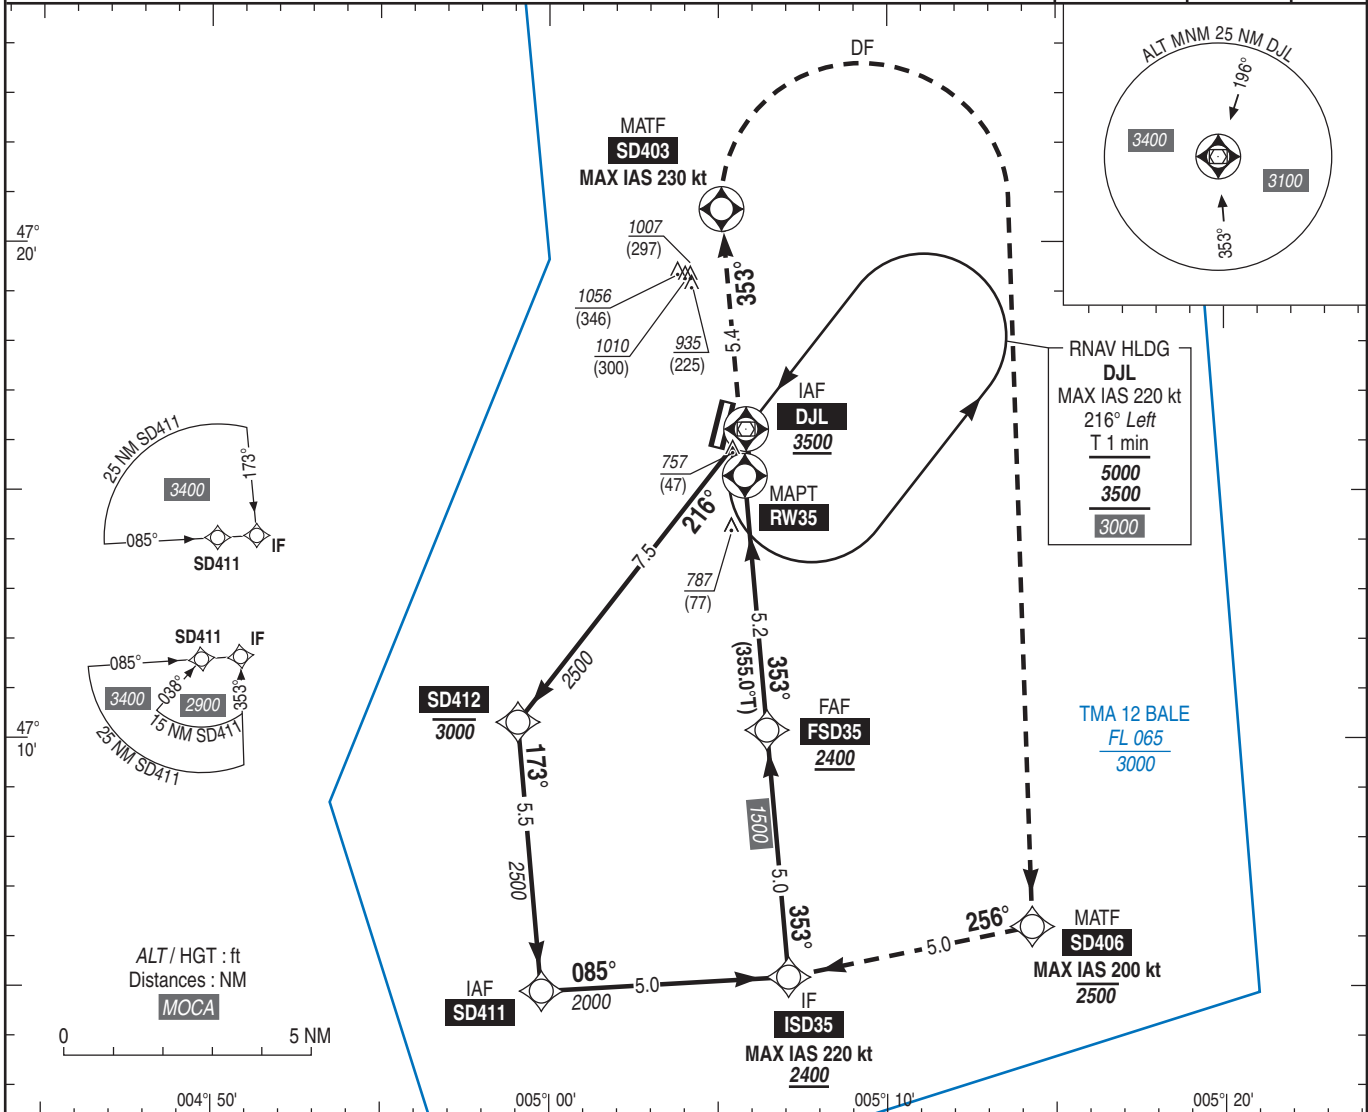 DF
MATF
SD403
MAX IAS 230 kt
ALT MNM 25 NM DJL
196°
3400
3100
353°
47°
20'
1007
(297)
1056
(346)
1010
(300)
935
(225)
353°
5.4
IAF
DJL
3500
RNAV HLDG
DJL
MAX IAS 220 kt
216° Left
T 1 min
5000
3500
3000
757
(47)
MAPT
RW35
216°
7.5
2500
787
(77)
25 NM SD411
173°
3400
085°
SD411
IF
SD411
IF
085°
038°
353°
3400
2900
15 NM SD411
25 NM SD411
5.2
353°
(355.0°T)
SD412
3000
FAF
FSD35
2400
47°
10'
TMA 12 BALE
FL 065
3000
173°
5.5
2500
1500
5.0
353°
256°
5.0
MATF
SD406
MAX IAS 200 kt
2500
ALT / HGT : ft
Distances : NM
MOCA
0
5 NM
IAF
SD411
085°
2000
5.0
IF
ISD35
MAX IAS 220 kt
2400
004° 50'
005° 00'
005° 10'
005° 20'